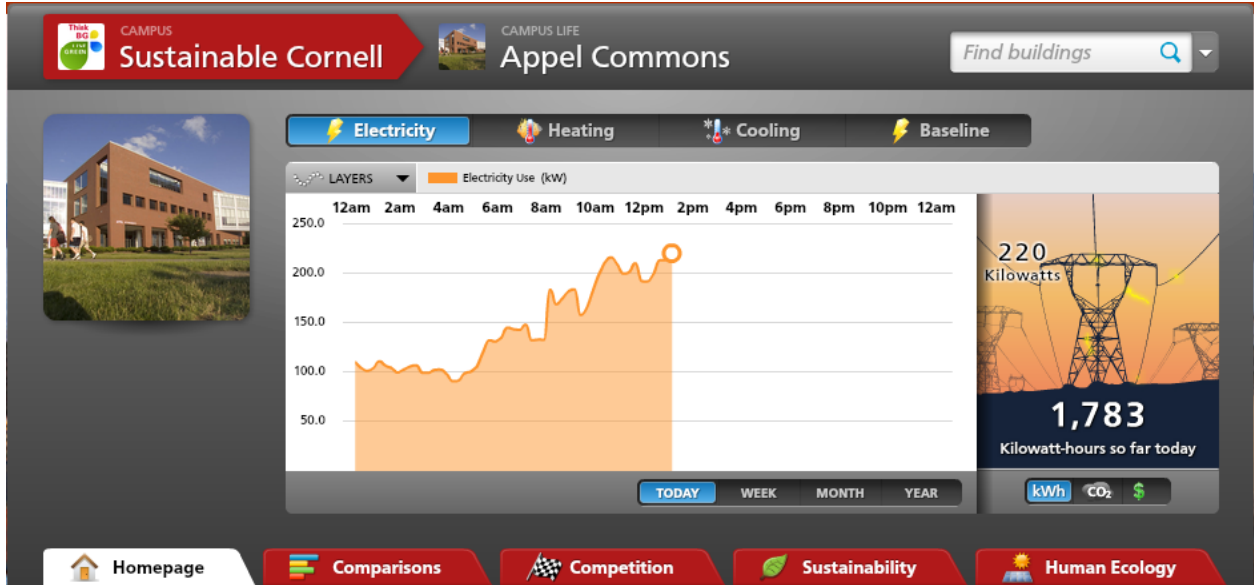 Think
BG
LIVE
GREEN
CAMPUS
Sustainable Cornell
CAMPUS LIFE
Appel Commons
Find buildings
Electricity
Heating
Cooling
Baseline
LAYERS
Electricity Use (kW)
12am 2am 4am 6am 8am 10am 12pm 2pm 4pm 6pm 8pm 10pm 12am
250.0
200.0
150.0
100.0
50.0
220
Kilowatts
1,783
Kilowatt-hours so far today
TODAY WEEK MONTH YEAR
kWh CO₂ $
Homepage
Comparisons
Competition
Sustainability
Human Ecology